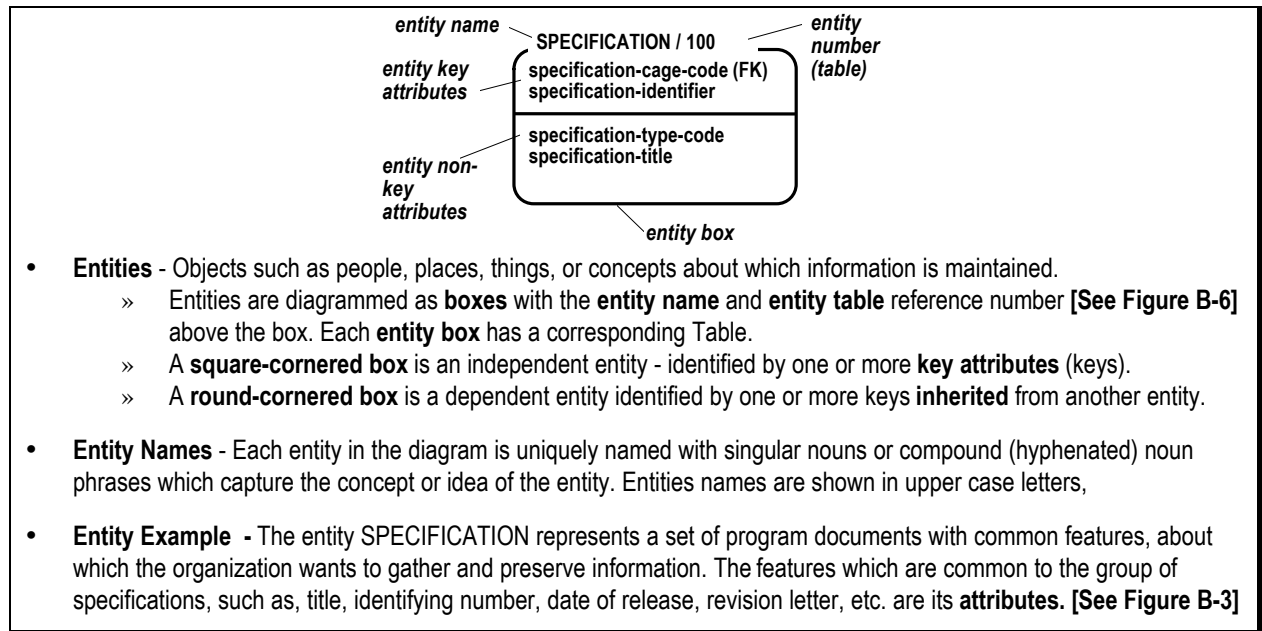 entity name
SPECIFICATION / 100
entity
number
(table)
entity key
attributes
specification-cage-code (FK)
specification-identifier
specification-type-code
specification-title
entity non-
key
attributes
entity box
• Entities - Objects such as people, places, things, or concepts about which information is maintained.
» Entities are diagrammed as boxes with the entity name and entity table reference number [See Figure B-6]
above the box. Each entity box has a corresponding Table.
» A square-cornered box is an independent entity - identified by one or more key attributes (keys).
» A round-cornered box is a dependent entity identified by one or more keys inherited from another entity.
• Entity Names - Each entity in the diagram is uniquely named with singular nouns or compound (hyphenated) noun
phrases which capture the concept or idea of the entity. Entities names are shown in upper case letters,
• Entity Example - The entity SPECIFICATION represents a set of program documents with common features, about
which the organization wants to gather and preserve information. The features which are common to the group of
specifications, such as, title, identifying number, date of release, revision letter, etc. are its attributes. [See Figure B-3]